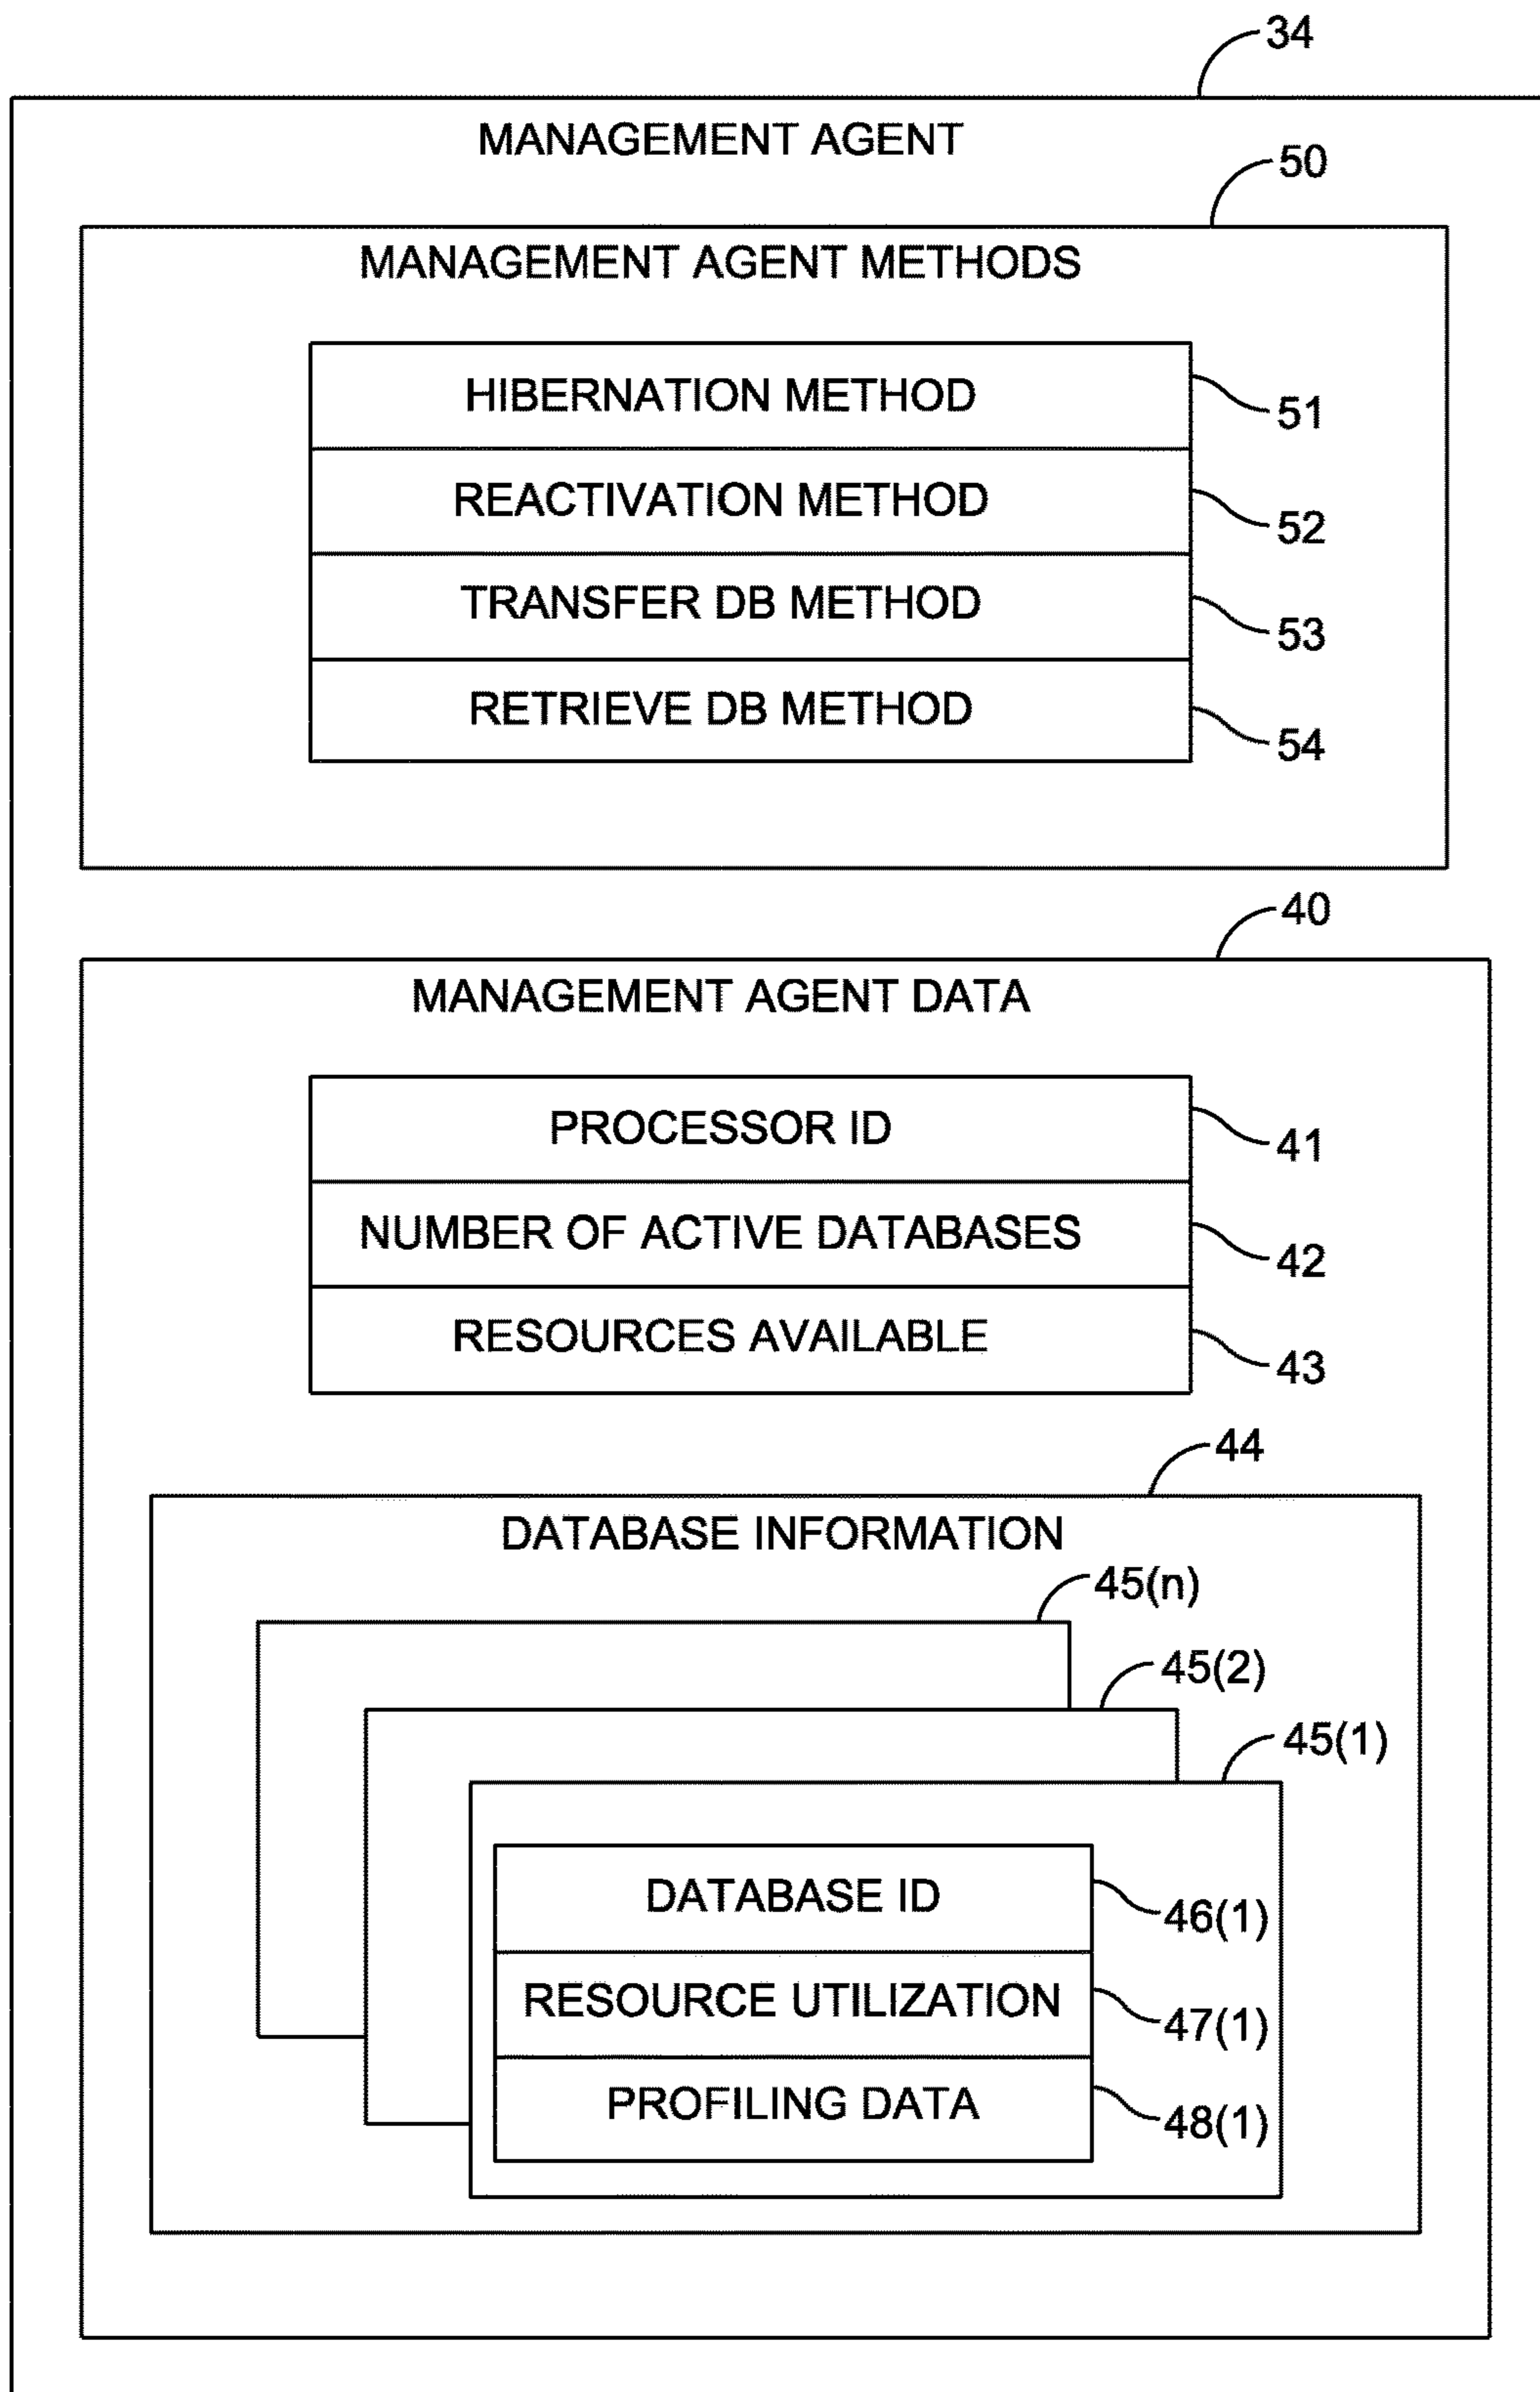 34
MANAGEMENT AGENT
50
MANAGEMENT AGENT METHODS
HIBERNATION METHOD
51
REACTIVATION METHOD
52
TRANSFER DB METHOD
53
RETRIEVE DB METHOD
54
40
MANAGEMENT AGENT DATA
PROCESSOR ID
41
NUMBER OF ACTIVE DATABASES
42
RESOURCES AVAILABLE
43
44
DATABASE INFORMATION
45(n)
45(2)
45(1)
DATABASE ID
46(1)
RESOURCE UTILIZATION
47(1)
PROFILING DATA
48(1)